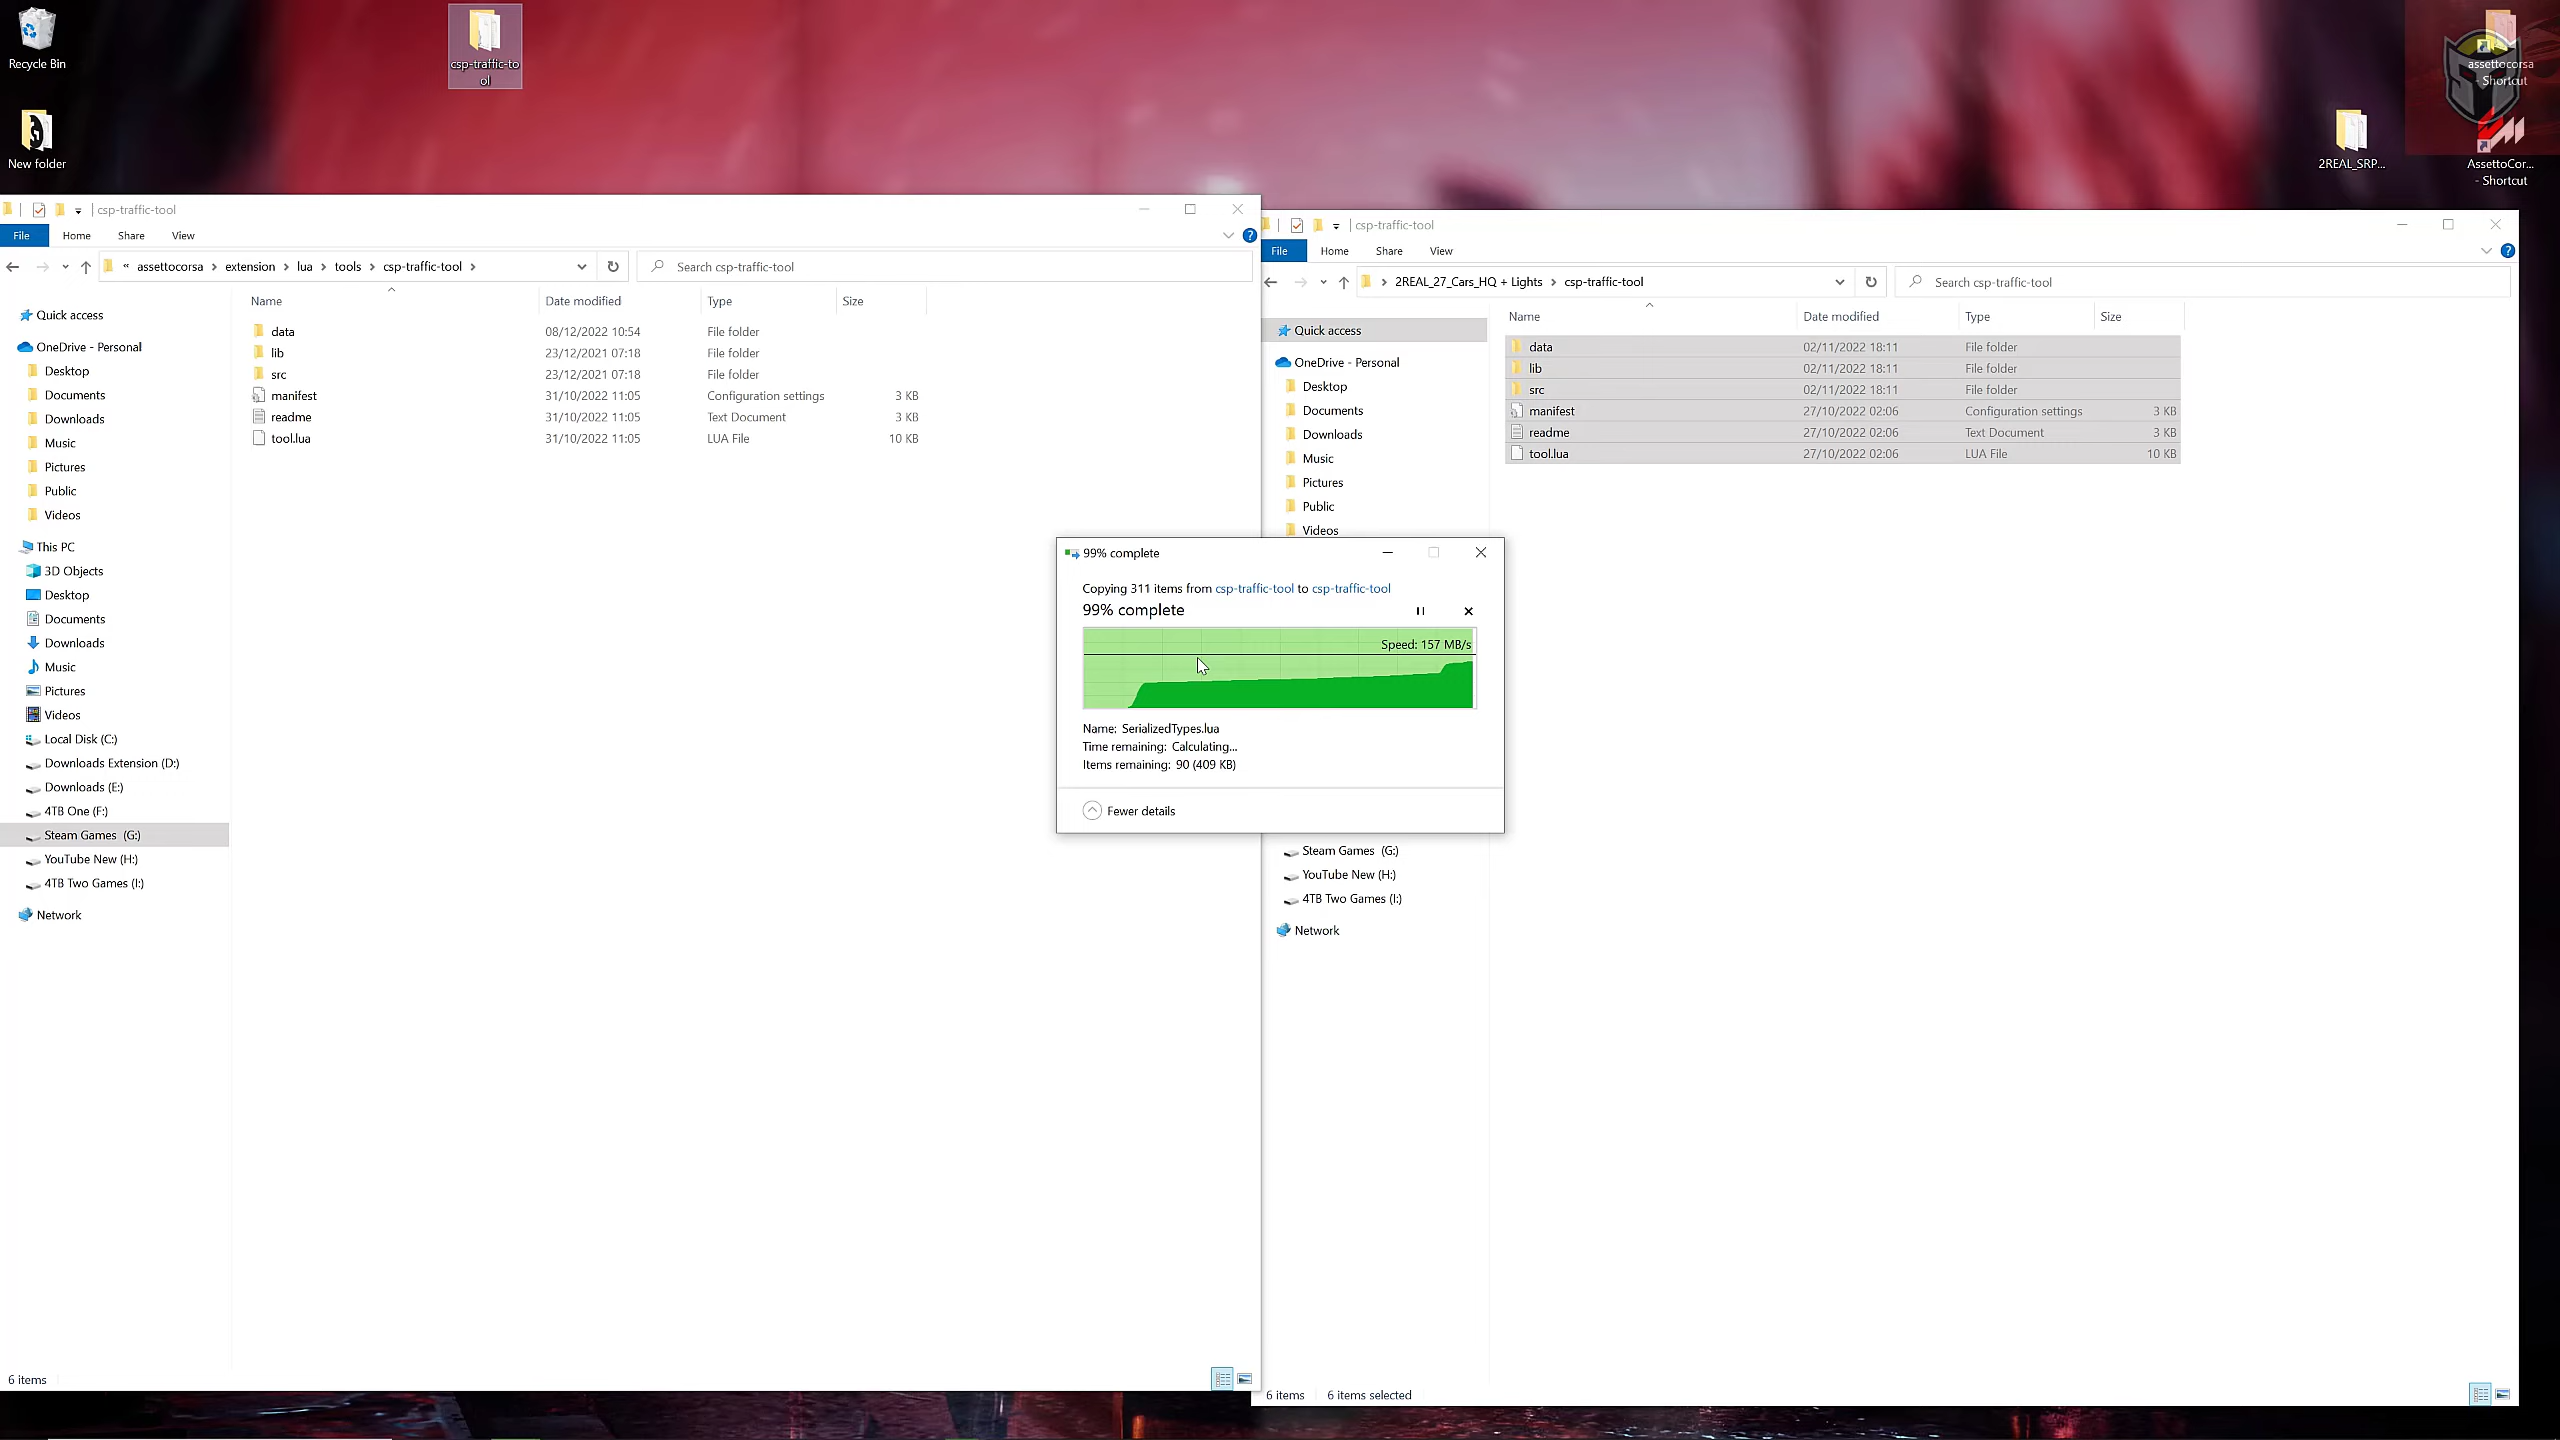 Recycle Bin
New folder
csp-traffic-to
ol
2REAL_SRP...
assettocorsa
- Shortcut
AssettoCor...
- Shortcut
csp-traffic-tool
File Home Share View
« assettocorsa > extension > lua > tools > csp-traffic-tool >
Search csp-traffic-tool
Name Date modified Type Size
data 08/12/2022 10:54 File folder
lib 23/12/2021 07:18 File folder
src 23/12/2021 07:18 File folder
manifest 31/10/2022 11:05 Configuration settings 3 KB
readme 31/10/2022 11:05 Text Document 3 KB
tool.lua 31/10/2022 11:05 LUA File 10 KB
Quick access
OneDrive - Personal
Desktop
Documents
Downloads
Music
Pictures
Public
Videos
This PC
3D Objects
Desktop
Documents
Downloads
Music
Pictures
Videos
Local Disk (C:)
Downloads Extension (D:)
Downloads (E:)
4TB One (F:)
Steam Games (G:)
YouTube New (H:)
4TB Two Games (I:)
Network
6 items
csp-traffic-tool
File Home Share View
> 2REAL_27_Cars_HQ + Lights > csp-traffic-tool
Search csp-traffic-tool
Name Date modified Type Size
data 02/11/2022 18:11 File folder
lib 02/11/2022 18:11 File folder
src 02/11/2022 18:11 File folder
manifest 27/10/2022 02:06 Configuration settings 3 KB
readme 27/10/2022 02:06 Text Document 3 KB
tool.lua 27/10/2022 02:06 LUA File 10 KB
Quick access
OneDrive - Personal
Desktop
Documents
Downloads
Music
Pictures
Public
Videos
Steam Games (G:)
YouTube New (H:)
4TB Two Games (I:)
Network
6 items 6 items selected
99% complete
Copying 311 items from csp-traffic-tool to csp-traffic-tool
99% complete
Speed: 157 MB/s
Name: SerializedTypes.lua
Time remaining: Calculating...
Items remaining: 90 (409 KB)
Fewer details